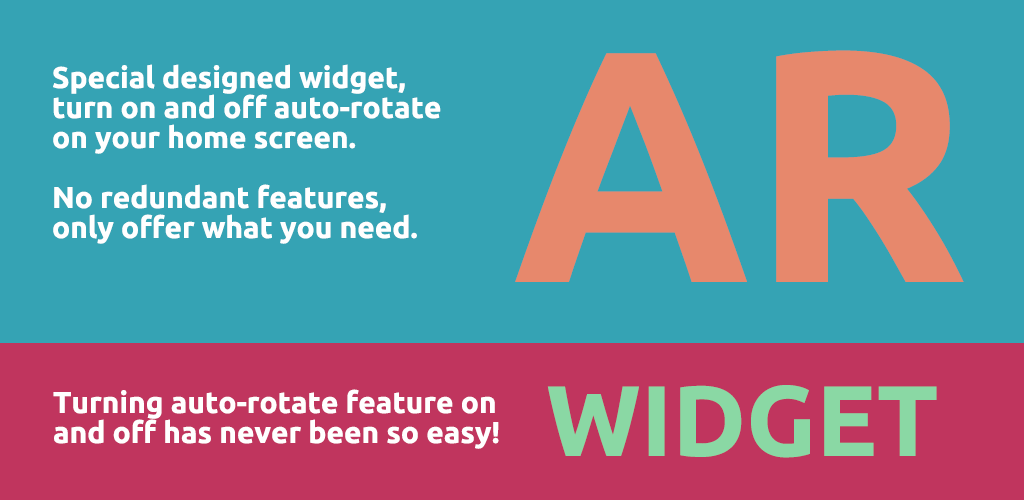 Special designed widget,
turn on and off auto-rotate
on your home screen.
No redundant features,
only offer what you need.
AR
Turning auto-rotate feature on
and off has never been so easy!
WIDGET